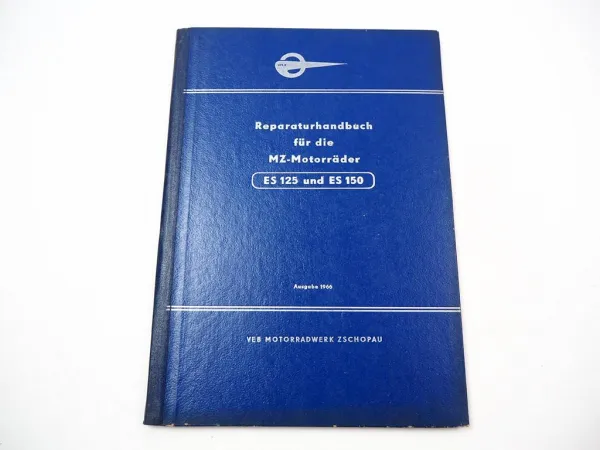 Reparaturhandbuch
für die
MZ-Motorräder
ES 125 und ES 150
Ausgabe 1966
VEB MOTORRADWERK ZSCHOPAU